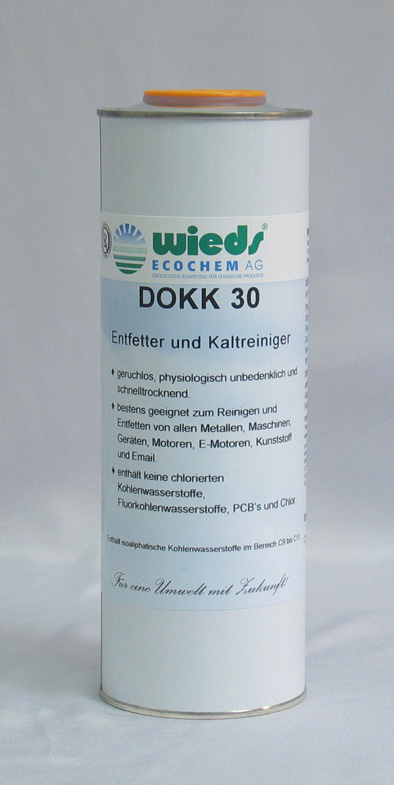 wieds®
ECOCHEM AG
ÖKOLOGISCHE KOMPETENZ FÜR CHEMISCHE PRODUKTE
DOKK 30
Entfetter und Kaltreiniger
♦ geruchlos, physiologisch unbedenklich und
schnelltrocknend.
♦ bestens geeignet zum Reinigen und
Entfetten von allen Metallen, Maschinen,
Geräten, Motoren, E-Motoren, Kunststoff
und Email.
♦ enthält keine chlorierten
Kohlenwasserstoffe,
Fluorkohlenwasserstoffe, PCB's und Chlor.
Enthält isoaliphatische Kohlenwasserstoffe im Bereich C9 bis C11
Für eine Umwelt mit Zukunft!